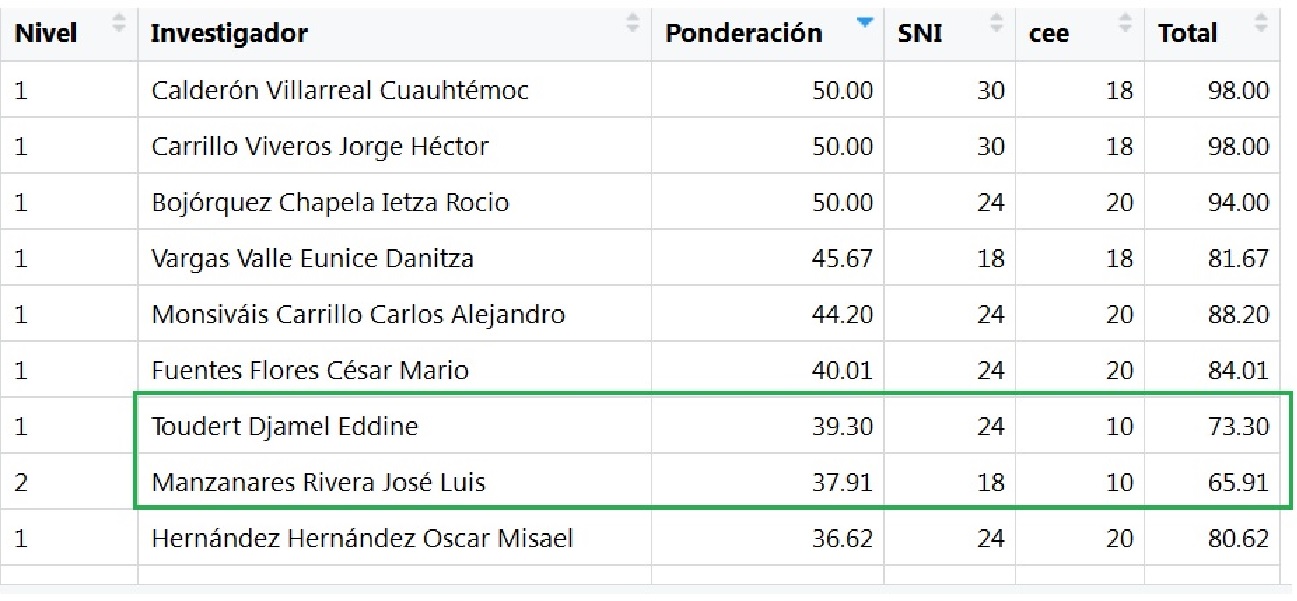 Nivel Investigador Ponderación SNI cee Total
1 Calderón Villarreal Cuauhtémoc 50.00 30 18 98.00
1 Carrillo Viveros Jorge Héctor 50.00 30 18 98.00
1 Bojórquez Chapela Ietza Rocio 50.00 24 20 94.00
1 Vargas Valle Eunice Danitza 45.67 18 18 81.67
1 Monsiváis Carrillo Carlos Alejandro 44.20 24 20 88.20
1 Fuentes Flores César Mario 40.01 24 20 84.01
1 Toudert Djamel Eddine 39.30 24 10 73.30
2 Manzanares Rivera José Luis 37.91 18 10 65.91
1 Hernández Hernández Oscar Misael 36.62 24 20 80.62